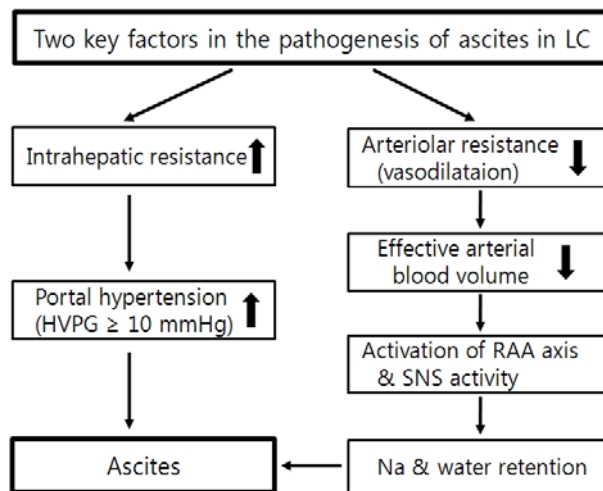 Two key factors in the pathogenesis of ascites in LC
Intrahepatic resistance
Portal hypertension
(HVPG ≥ 10 mmHg)
Ascites
Arteriolar resistance
(vasodilataion)
Effective arterial
blood volume
Activation of RAA axis
& SNS activity
Na & water retention